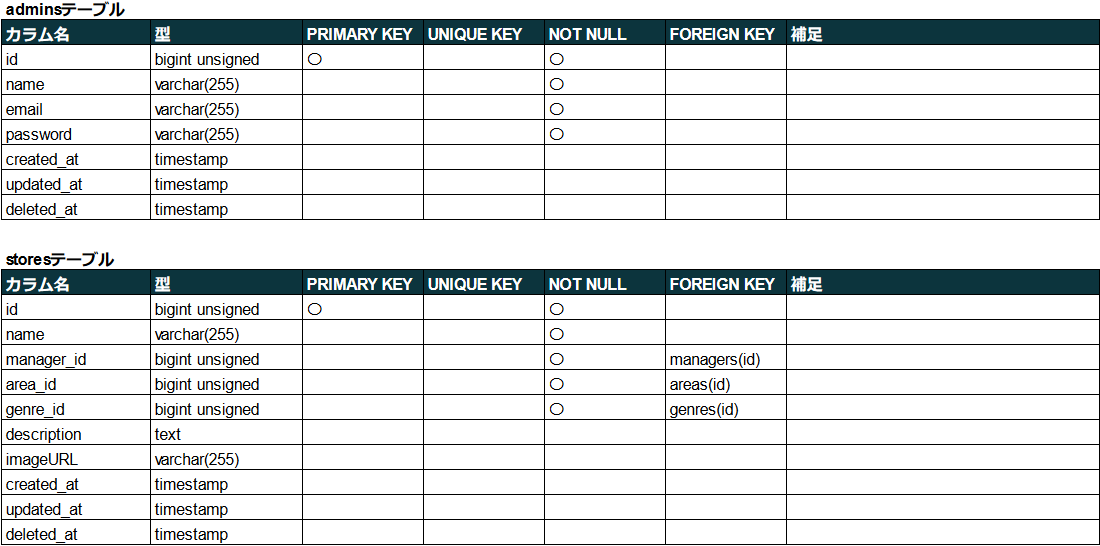 adminsテーブル
カラム名 型 PRIMARY KEY UNIQUE KEY NOT NULL FOREIGN KEY 補足
id bigint unsigned 〇 〇
name varchar(255) 〇
email varchar(255) 〇
password varchar(255) 〇
created_at timestamp
updated_at timestamp
deleted_at timestamp
storesテーブル
カラム名 型 PRIMARY KEY UNIQUE KEY NOT NULL FOREIGN KEY 補足
id bigint unsigned 〇 〇
name varchar(255) 〇
manager_id bigint unsigned 〇 managers(id)
area_id bigint unsigned 〇 areas(id)
genre_id bigint unsigned 〇 genres(id)
description text
imageURL varchar(255)
created_at timestamp
updated_at timestamp
deleted_at timestamp